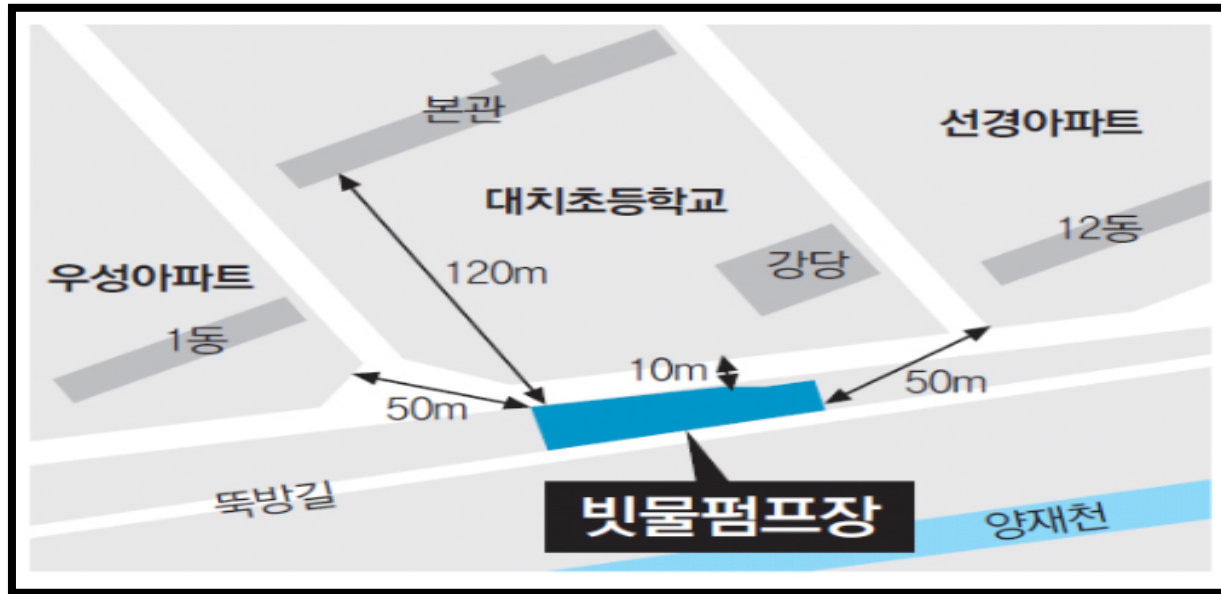 본관
선경아파트
대치초등학교
12동
강당
120m
우성아파트
1동
10m
50m
50m
뚝방길
빗물펌프장
양재천